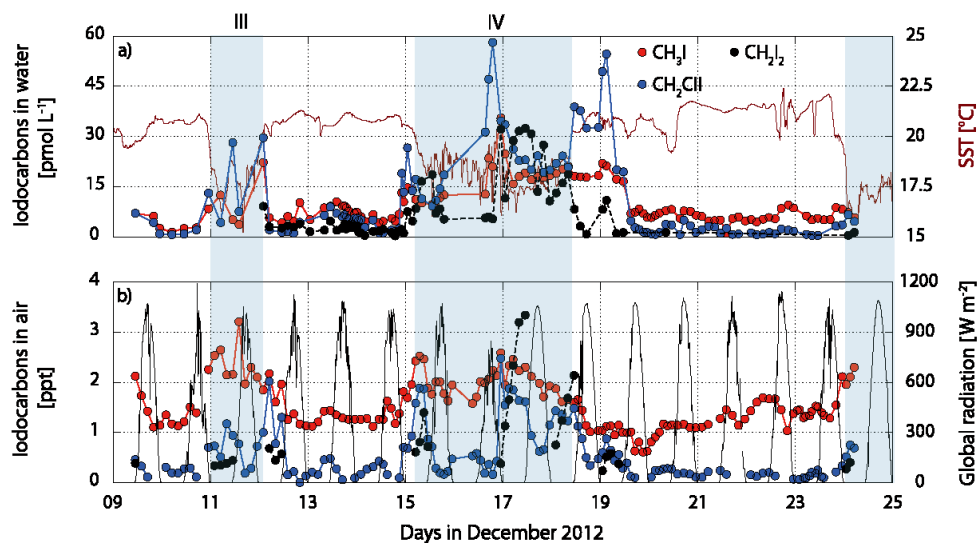 III IV
a)
CH₃I
CH₂I₂
CH₂ClI
Iodocarbons in water
[pmol L⁻¹]
60
45
30
15
0
25
22.5
20
17.5
15
SST [°C]
b)
Iodocarbons in air
[ppt]
4
3
2
1
0
1200
900
600
300
0
Global radiation [W m⁻²]
09 11 13 15 17 19 21 23 25
Days in December 2012